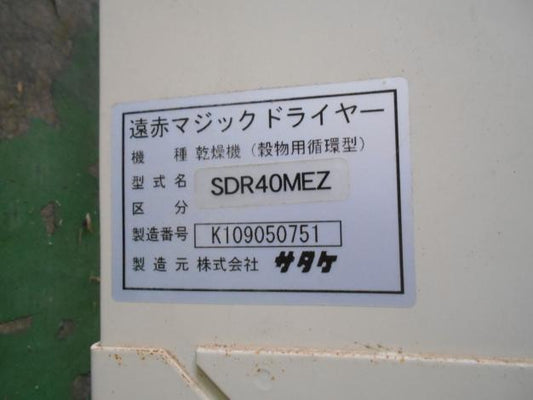 遠赤マジックドライヤー
機種 乾燥機（穀物用循環型）
型式名 SDR40MEZ
区分
製造番号 K109050751
製造元 株式会社 サタケ